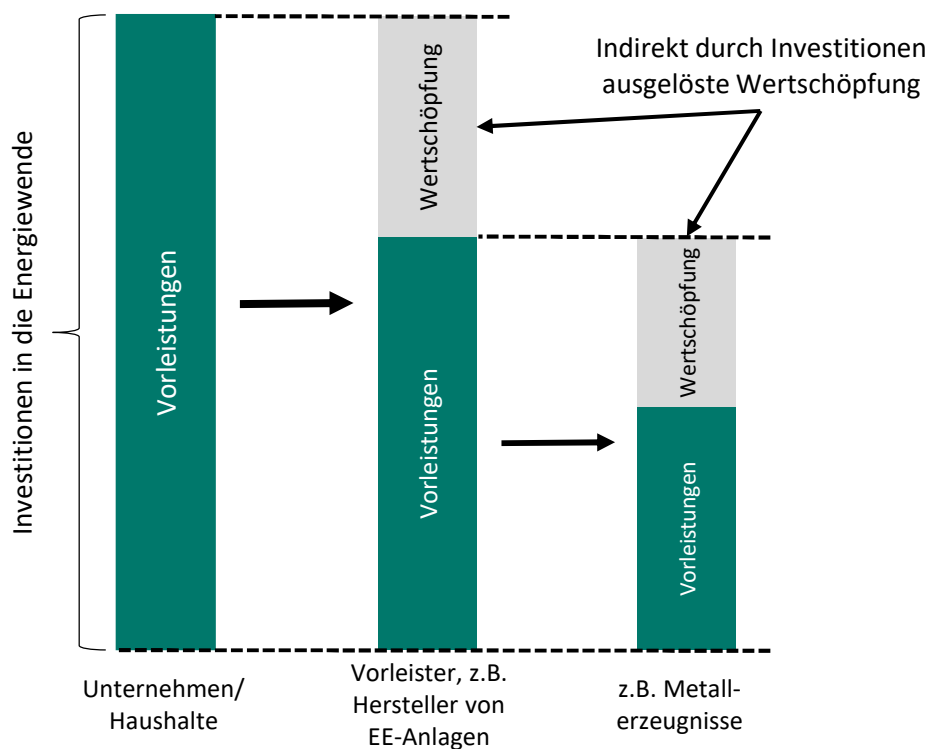 Indirekt durch Investitionen
ausgelöste Wertschöpfung
Investitionen in die Energiewende
Vorleistungen
Wertschöpfung
Vorleistungen
Wertschöpfung
Vorleistungen
Unternehmen/
Haushalte
Vorleister, z.B.
Hersteller von
EE-Anlagen
z.B. Metall-
erzeugnisse